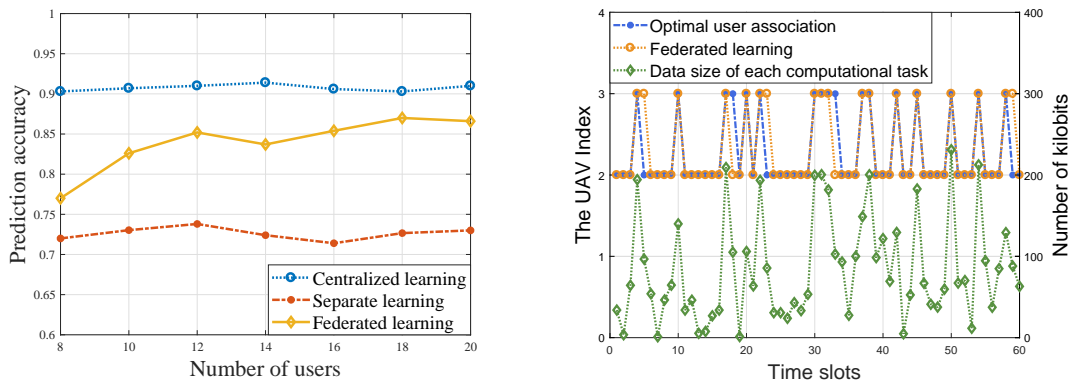 1
0.95
0.9
0.85
0.8
0.75
0.7
0.65
0.6
Prediction accuracy
8 10 12 14 16 18 20
Number of users
Centralized learning
Separate learning
Federated learning
4
3
2
1
0
The UAV Index
Optimal user association
Federated learning
Data size of each computational task
400
300
200
100
0
Number of kilobits
0 10 20 30 40 50 60
Time slots